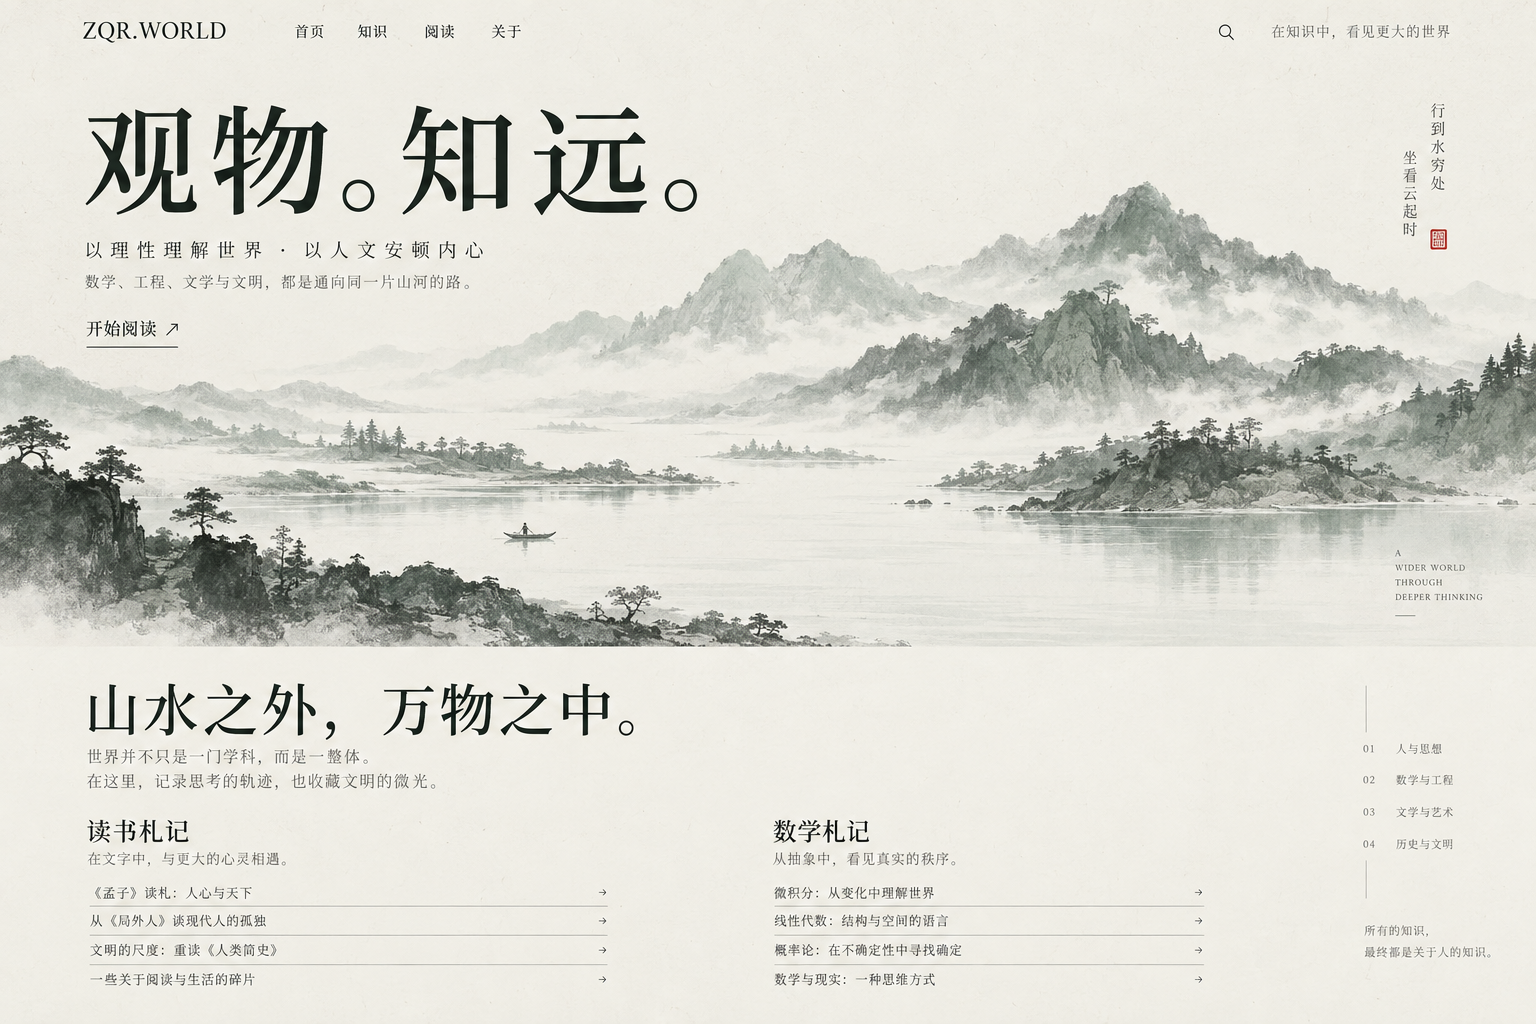 ZQR.WORLD
首页
知识
阅读
关于
在知识中，看见更大的世界
观物。知远。
以理性理解世界 · 以人文安顿内心
数学、工程、文学与文明，都是通向同一片山河的路。
开始阅读 ↗
行到水穷处
坐看云起时
A
WIDER WORLD
THROUGH
DEEPER THINKING
山水之外，万物之中。
世界并不只是一门学科，而是一整体。
在这里，记录思考的轨迹，也收藏文明的微光。
读书札记
在文字中，与更大的心灵相遇。
《孟子》读札：人心与天下 →
从《局外人》谈现代人的孤独 →
文明的尺度：重读《人类简史》 →
一些关于阅读与生活的碎片 →
数学札记
从抽象中，看见真实的秩序。
微积分：从变化中理解世界 →
线性代数：结构与空间的语言 →
概率论：在不确定性中寻找确定 →
数学与现实：一种思维方式 →
01 人与思想
02 数学与工程
03 文学与艺术
04 历史与文明
所有的知识，
最终都是关于人的知识。